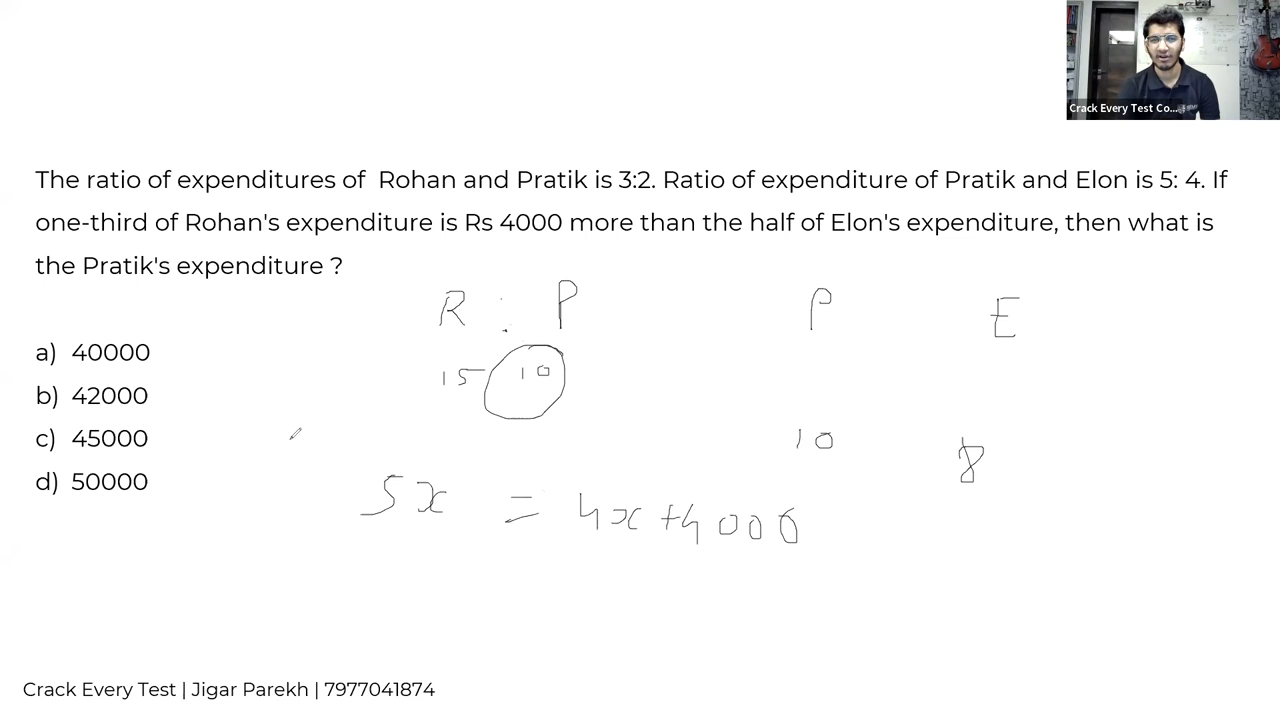 Crack Every Test Co...
The ratio of expenditures of Rohan and Pratik is 3:2. Ratio of expenditure of Pratik and Elon is 5: 4. If
one-third of Rohan's expenditure is Rs 4000 more than the half of Elon's expenditure, then what is
the Pratik's expenditure ?
R : P P E
a) 40000
15 10
b) 42000
c) 45000
10 8
d) 50000
5x = 4x+4000
Crack Every Test | Jigar Parekh | 7977041874